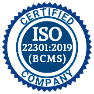 CERTIFIED
ISO
22301:2019
(BCMS)
COMPANY